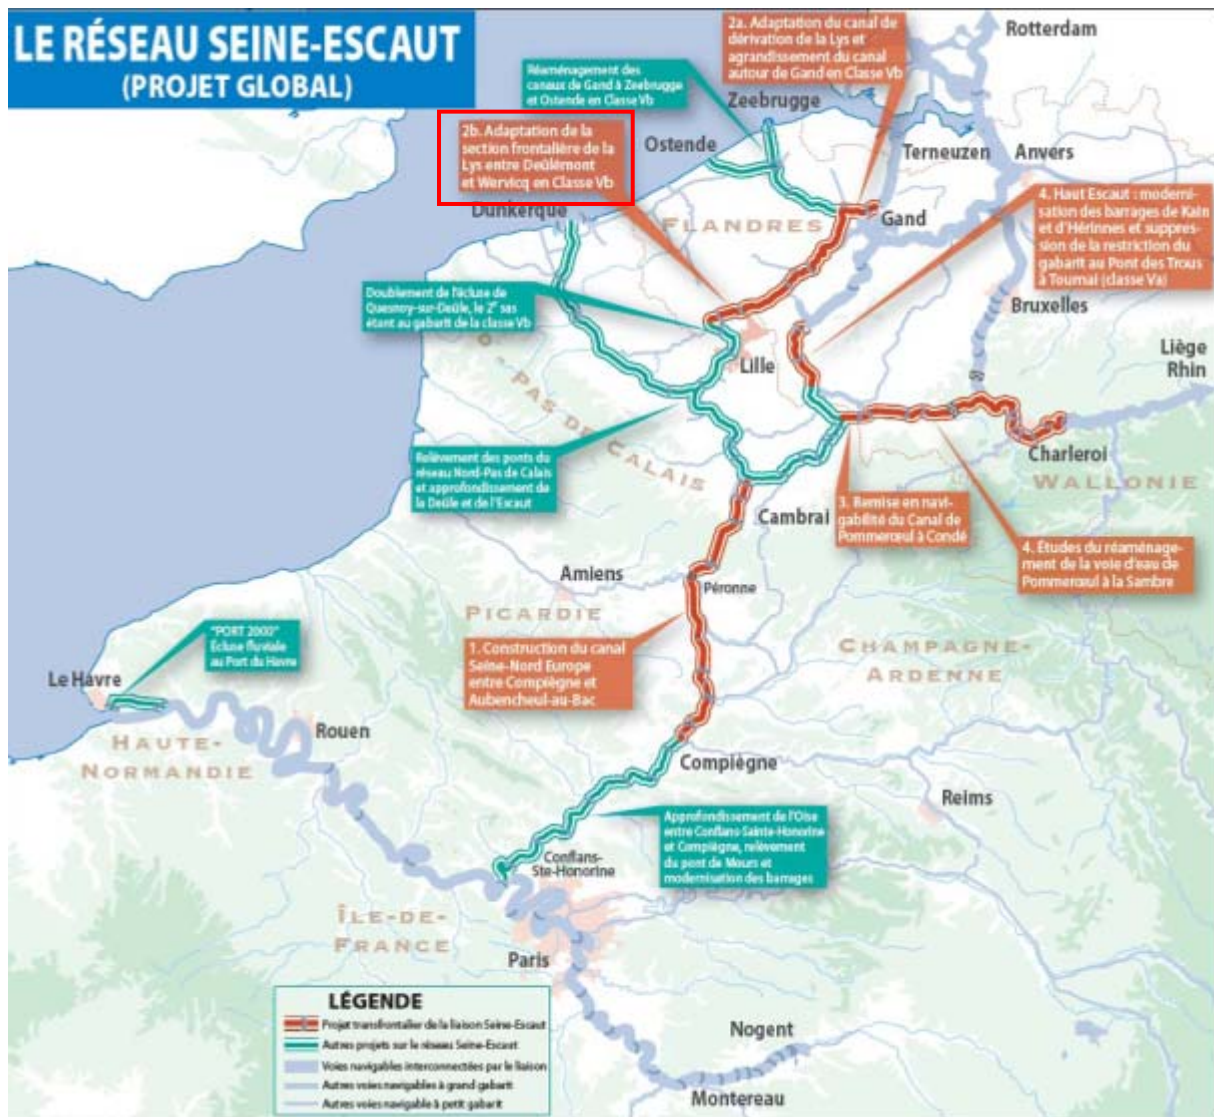 LE RÉSEAU SEINE-ESCAUT
(PROJET GLOBAL)
2a. Adaptation du canal de
dérivation de la Lys et
agrandissement du canal
autour de Gand en Classe Vb
Rotterdam
Réaménagement des
canaux de Gand à Zeebrugge
et Ostende en Classe Vb
Zeebrugge
2b. Adaptation de la
section frontalière de la
Lys entre Deûlémont
et Wervicq en Classe Vb
Ostende
Terneuzen
Anvers
Dunkerque
FLANDRES
Gand
4. Haut Escaut : moderni-
sation des barrages de Kain
et d'Hérinnes et suppres-
sion de la restriction du
gabarit au Pont des Trous
à Tournai (classe Va)
Doublement de l'écluse de
Quesnoy-sur-Deûle, le 2e sas
étant au gabarit de la classe Vb
Bruxelles
Lille
Liège
Rhin
PAS DE CALAIS
Relèvement des ponts du
réseau Nord-Pas de Calais
et approfondissement de
la Deûle et de l'Escaut
Charleroi
WALLONIE
Cambrai
3. Remise en navi-
gabilité du Canal de
Pommerœul à Condé
4. Études du réaménage-
ment de la voie d'eau de
Pommerœul à la Sambre
Amiens
Péronne
PICARDIE
"PORT 2000"
Écluse fluviale
au Port du Havre
1. Construction du canal
Seine-Nord Europe
entre Compiègne et
Aubencheul-au-Bac
CHAMPAGNE-
ARDENNE
Le Havre
Rouen
HAUTE-
NORMANDIE
Compiègne
Reims
Approfondissement de l'Oise
entre Conflans-Sainte-Honorine
et Compiègne, relèvement
du pont de Mours et
modernisation des barrages
Conflans-
Ste-Honorine
ÎLE-DE-
FRANCE
Paris
LÉGENDE
Projet transfrontalier de la liaison Seine-Escaut
Autres projets sur le réseau Seine-Escaut
Voies navigables interconnectées par le liaison
Autres voies navigables à grand gabarit
Autres voies navigable à petit gabarit
Nogent
Montereau